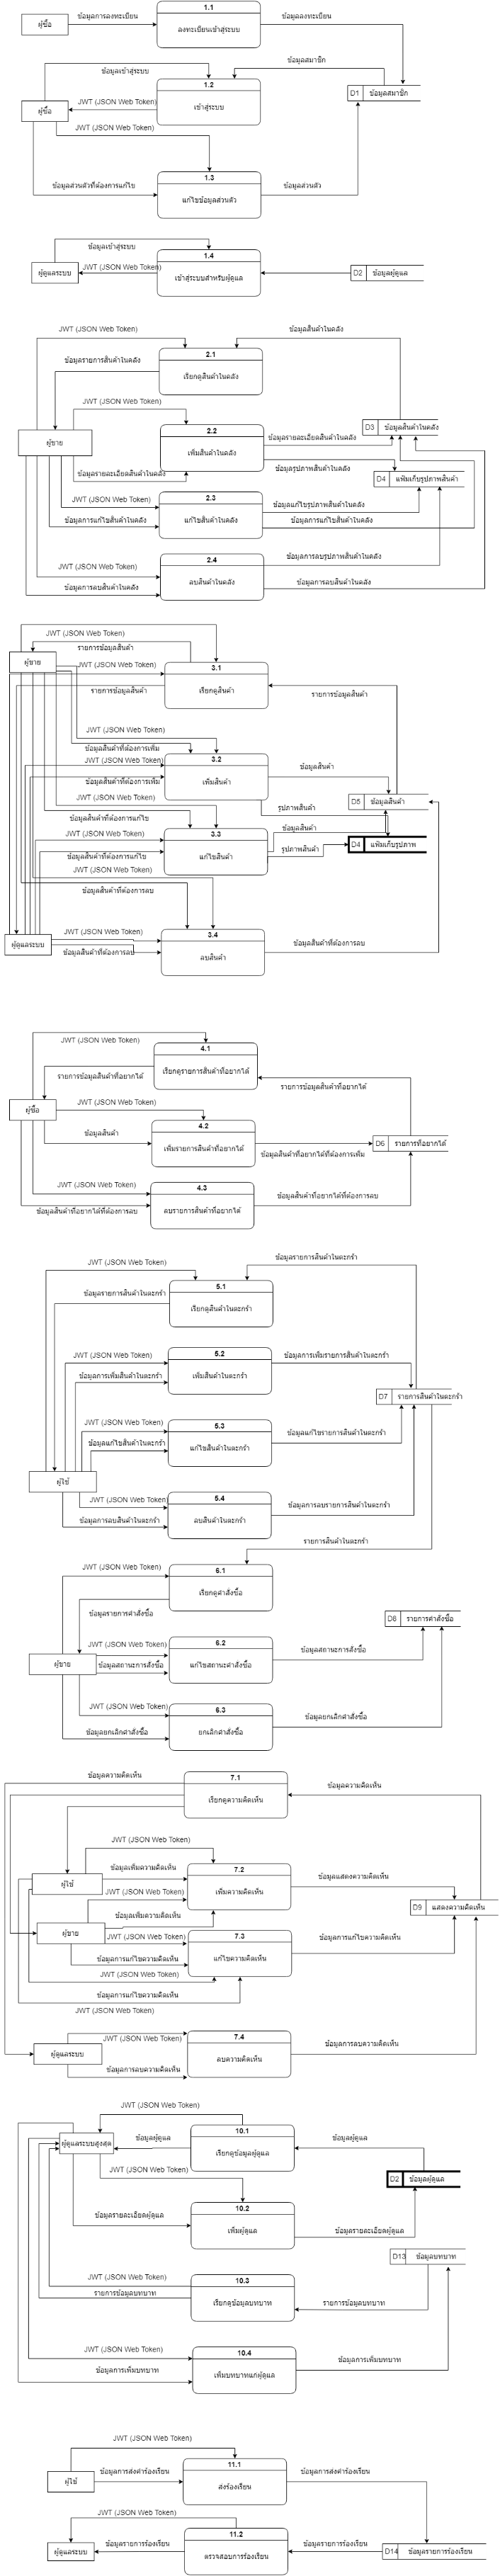 1.1
ผู้ซื้อ
ข้อมูลการลงทะเบียน
ลงทะเบียนเข้าสู่ระบบ
ข้อมูลลงทะเบียน
ข้อมูลเข้าสู่ระบบ
ข้อมูลสมาชิก
1.2
เข้าสู่ระบบ
D1 ข้อมูลสมาชิก
ผู้ซื้อ
JWT (JSON Web Token)
JWT (JSON Web Token)
1.3
ข้อมูลส่วนตัวที่ต้องการแก้ไข
แก้ไขข้อมูลส่วนตัว
ข้อมูลส่วนตัว
ข้อมูลเข้าสู่ระบบ
1.4
ผู้ดูแลระบบ
JWT (JSON Web Token)
เข้าสู่ระบบสำหรับผู้ดูแล
D2 ข้อมูลผู้ดูแล
JWT (JSON Web Token)
ข้อมูลสินค้าในคลัง
2.1
ข้อมูลรายการสินค้าในคลัง
เรียกดูสินค้าในคลัง
JWT (JSON Web Token)
2.2
D3 ข้อมูลสินค้าในคลัง
ผู้ขาย
เพิ่มสินค้าในคลัง
ข้อมูลรายละเอียดสินค้าในคลัง
ข้อมูลรายละเอียดสินค้าในคลัง
ข้อมูลรูปภาพสินค้าในคลัง
D4 แฟ้มเก็บรูปภาพสินค้า
2.3
JWT (JSON Web Token)
ข้อมูลแก้ไขรูปภาพสินค้าในคลัง
ข้อมูลการแก้ไขสินค้าในคลัง
แก้ไขสินค้าในคลัง
ข้อมูลการแก้ไขสินค้าในคลัง
2.4
ข้อมูลการลบรูปภาพสินค้าในคลัง
JWT (JSON Web Token)
ข้อมูลการลบสินค้าในคลัง
ลบสินค้าในคลัง
ข้อมูลการลบสินค้าในคลัง
JWT (JSON Web Token)
รายการข้อมูลสินค้า
ผู้ขาย
JWT (JSON Web Token)
3.1
รายการข้อมูลสินค้า
เรียกดูสินค้า
รายการข้อมูลสินค้า
JWT (JSON Web Token)
ข้อมูลสินค้าที่ต้องการเพิ่ม
JWT (JSON Web Token)
3.2
ข้อมูลสินค้า
ข้อมูลสินค้าที่ต้องการเพิ่ม
เพิ่มสินค้า
JWT (JSON Web Token)
รูปภาพสินค้า
D5 ข้อมูลสินค้า
ข้อมูลสินค้าที่ต้องการแก้ไข
JWT (JSON Web Token)
3.3
ข้อมูลสินค้า
ข้อมูลสินค้าที่ต้องการแก้ไข
แก้ไขสินค้า
รูปภาพสินค้า
D4 แฟ้มเก็บรูปภาพ
JWT (JSON Web Token)
ข้อมูลสินค้าที่ต้องการลบ
JWT (JSON Web Token)
3.4
ผู้ดูแลระบบ
ข้อมูลสินค้าที่ต้องการลบ
ลบสินค้า
ข้อมูลสินค้าที่ต้องการลบ
JWT (JSON Web Token)
4.1
รายการข้อมูลสินค้าที่อยากได้
เรียกดูรายการสินค้าที่อยากได้
รายการข้อมูลสินค้าที่อยากได้
ผู้ซื้อ
JWT (JSON Web Token)
4.2
ข้อมูลสินค้า
เพิ่มรายการสินค้าที่อยากได้
ข้อมูลสินค้าที่อยากได้ที่ต้องการเพิ่ม
D6 รายการที่อยากได้
JWT (JSON Web Token)
4.3
ข้อมูลสินค้าที่อยากได้ที่ต้องการลบ
ลบรายการสินค้าที่อยากได้
ข้อมูลสินค้าที่อยากได้ที่ต้องการลบ
JWT (JSON Web Token)
ข้อมูลรายการสินค้าในตะกร้า
5.1
ข้อมูลรายการสินค้าในตะกร้า
เรียกดูสินค้าในตะกร้า
JWT (JSON Web Token)
5.2
ข้อมูลการเพิ่มรายการสินค้าในตะกร้า
ข้อมูลการเพิ่มสินค้าในตะกร้า
เพิ่มสินค้าในตะกร้า
D7 รายการสินค้าในตะกร้า
JWT (JSON Web Token)
5.3
ข้อมูลแก้ไขสินค้าในตะกร้า
แก้ไขสินค้าในตะกร้า
ข้อมูลแก้ไขรายการสินค้าในตะกร้า
ผู้ใช้
JWT (JSON Web Token)
5.4
ข้อมูลการลบสินค้าในตะกร้า
ลบสินค้าในตะกร้า
ข้อมูลการลบรายการสินค้าในตะกร้า
รายการสินค้าในตะกร้า
JWT (JSON Web Token)
6.1
เรียกดูคำสั่งซื้อ
ข้อมูลรายการคำสั่งซื้อ
D8 รายการคำสั่งซื้อ
JWT (JSON Web Token)
6.2
ผู้ขาย
ข้อมูลสถานะการสั่งซื้อ
แก้ไขสถานะคำสั่งซื้อ
ข้อมูลสถานะการสั่งซื้อ
JWT (JSON Web Token)
6.3
ข้อมูลยกเลิกคำสั่งซื้อ
ยกเลิกคำสั่งซื้อ
ข้อมูลยกเลิกคำสั่งซื้อ
ข้อมูลความคิดเห็น
7.1
ข้อมูลความคิดเห็น
เรียกดูความคิดเห็น
JWT (JSON Web Token)
ผู้ใช้
ข้อมูลเพิ่มความคิดเห็น
7.2
ข้อมูลแสดงความคิดเห็น
JWT (JSON Web Token)
เพิ่มความคิดเห็น
D9 แสดงความคิดเห็น
ข้อมูลเพิ่มความคิดเห็น
ผู้ขาย
JWT (JSON Web Token)
7.3
ข้อมูลการแก้ไขความคิดเห็น
ข้อมูลการแก้ไขความคิดเห็น
แก้ไขความคิดเห็น
JWT (JSON Web Token)
ข้อมูลการแก้ไขความคิดเห็น
JWT (JSON Web Token)
JWT (JSON Web Token)
7.4
ผู้ดูแลระบบ
ข้อมูลการลบความคิดเห็น
ลบความคิดเห็น
ข้อมูลการลบความคิดเห็น
JWT (JSON Web Token)
10.1
ผู้ดูแลระบบสูงสุด
ข้อมูลผู้ดูแล
เรียกดูข้อมูลผู้ดูแล
ข้อมูลผู้ดูแล
JWT (JSON Web Token)
D2 ข้อมูลผู้ดูแล
10.2
ข้อมูลรายละเอียดผู้ดูแล
เพิ่มผู้ดูแล
ข้อมูลรายละเอียดผู้ดูแล
D13 ข้อมูลบทบาท
JWT (JSON Web Token)
10.3
รายการข้อมูลบทบาท
เรียกดูข้อมูลบทบาท
รายการข้อมูลบทบาท
JWT (JSON Web Token)
10.4
ข้อมูลการเพิ่มบทบาท
เพิ่มบทบาทแก่ผู้ดูแล
ข้อมูลการเพิ่มบทบาท
JWT (JSON Web Token)
11.1
ผู้ใช้
ข้อมูลการส่งคำร้องเรียน
ส่งร้องเรียน
ข้อมูลการส่งคำร้องเรียน
JWT (JSON Web Token)
11.2
ผู้ดูแลระบบ
ข้อมูลรายการร้องเรียน
ตรวจสอบการร้องเรียน
ข้อมูลรายการร้องเรียน
D14 ข้อมูลรายการร้องเรียน